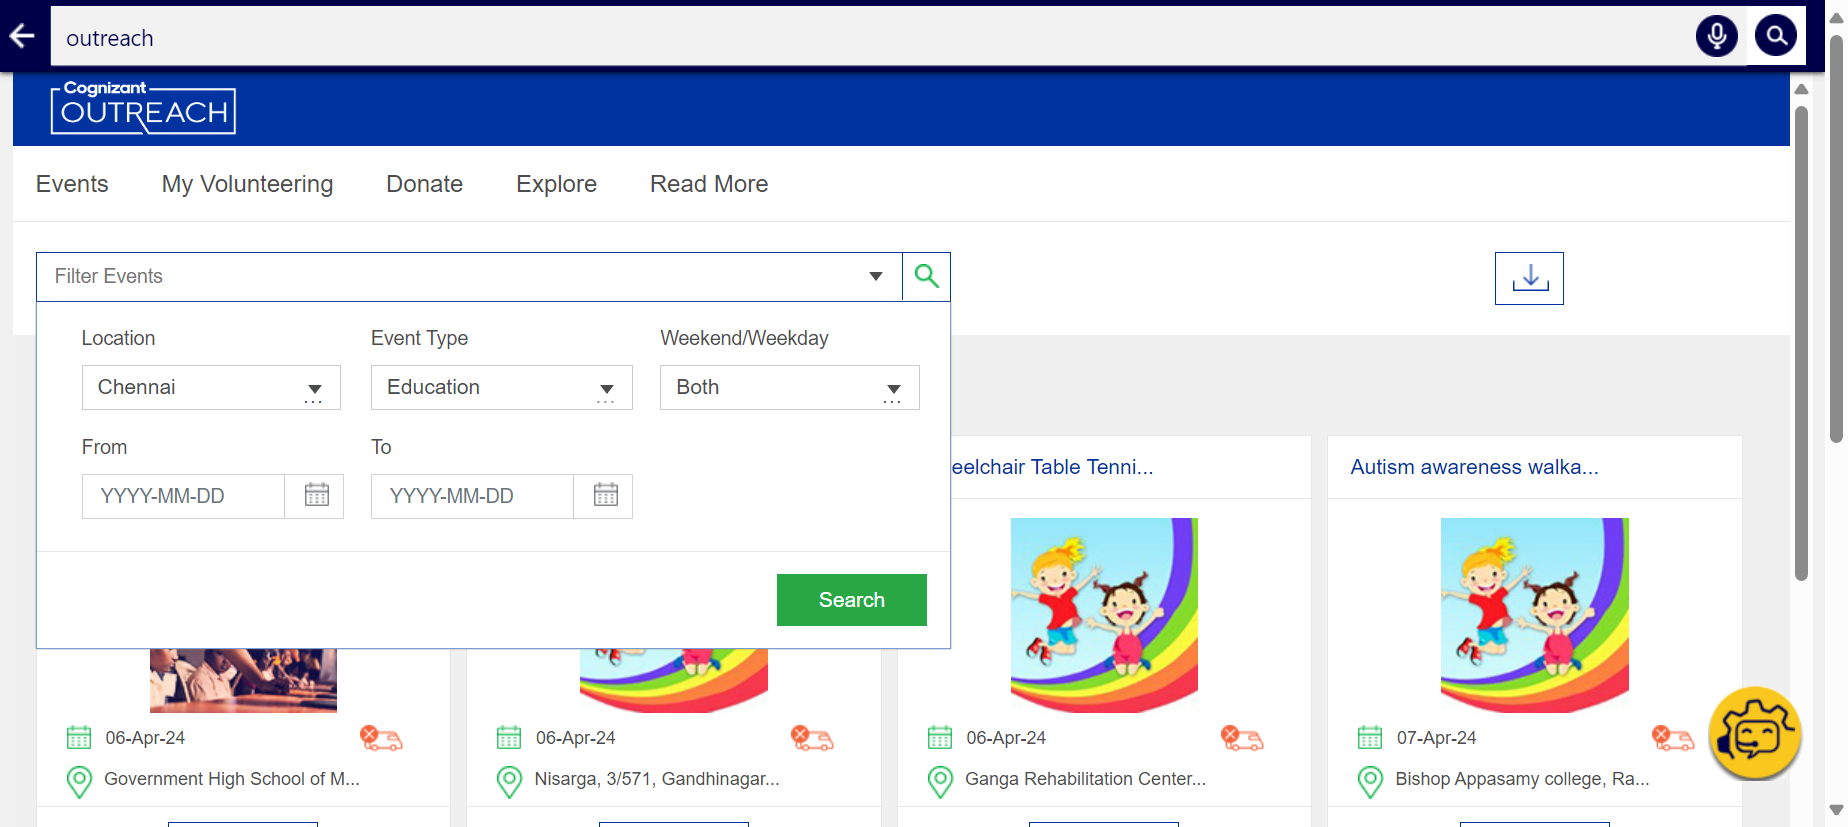 outreach
Cognizant
OUTREACH
Events My Volunteering Donate Explore Read More
Filter Events
Location Event Type Weekend/Weekday
Chennai Education Both
From To
YYYY-MM-DD YYYY-MM-DD
Search
eelchair Table Tenni... Autism awareness walka...
06-Apr-24 06-Apr-24 06-Apr-24 07-Apr-24
Government High School of M... Nisarga, 3/571, Gandhinagar... Ganga Rehabilitation Center... Bishop Appasamy college, Ra...